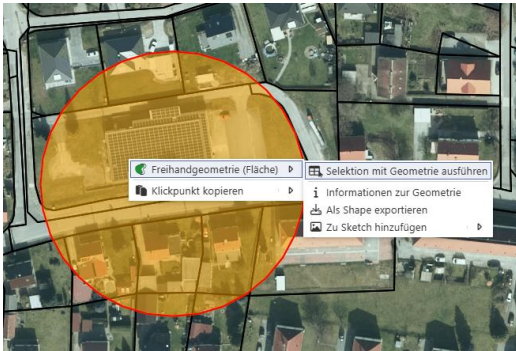 Freihandgeometrie (Fläche)
Klickpunkt kopieren
Selektion mit Geometrie ausführen
Informationen zur Geometrie
Als Shape exportieren
Zu Sketch hinzufügen